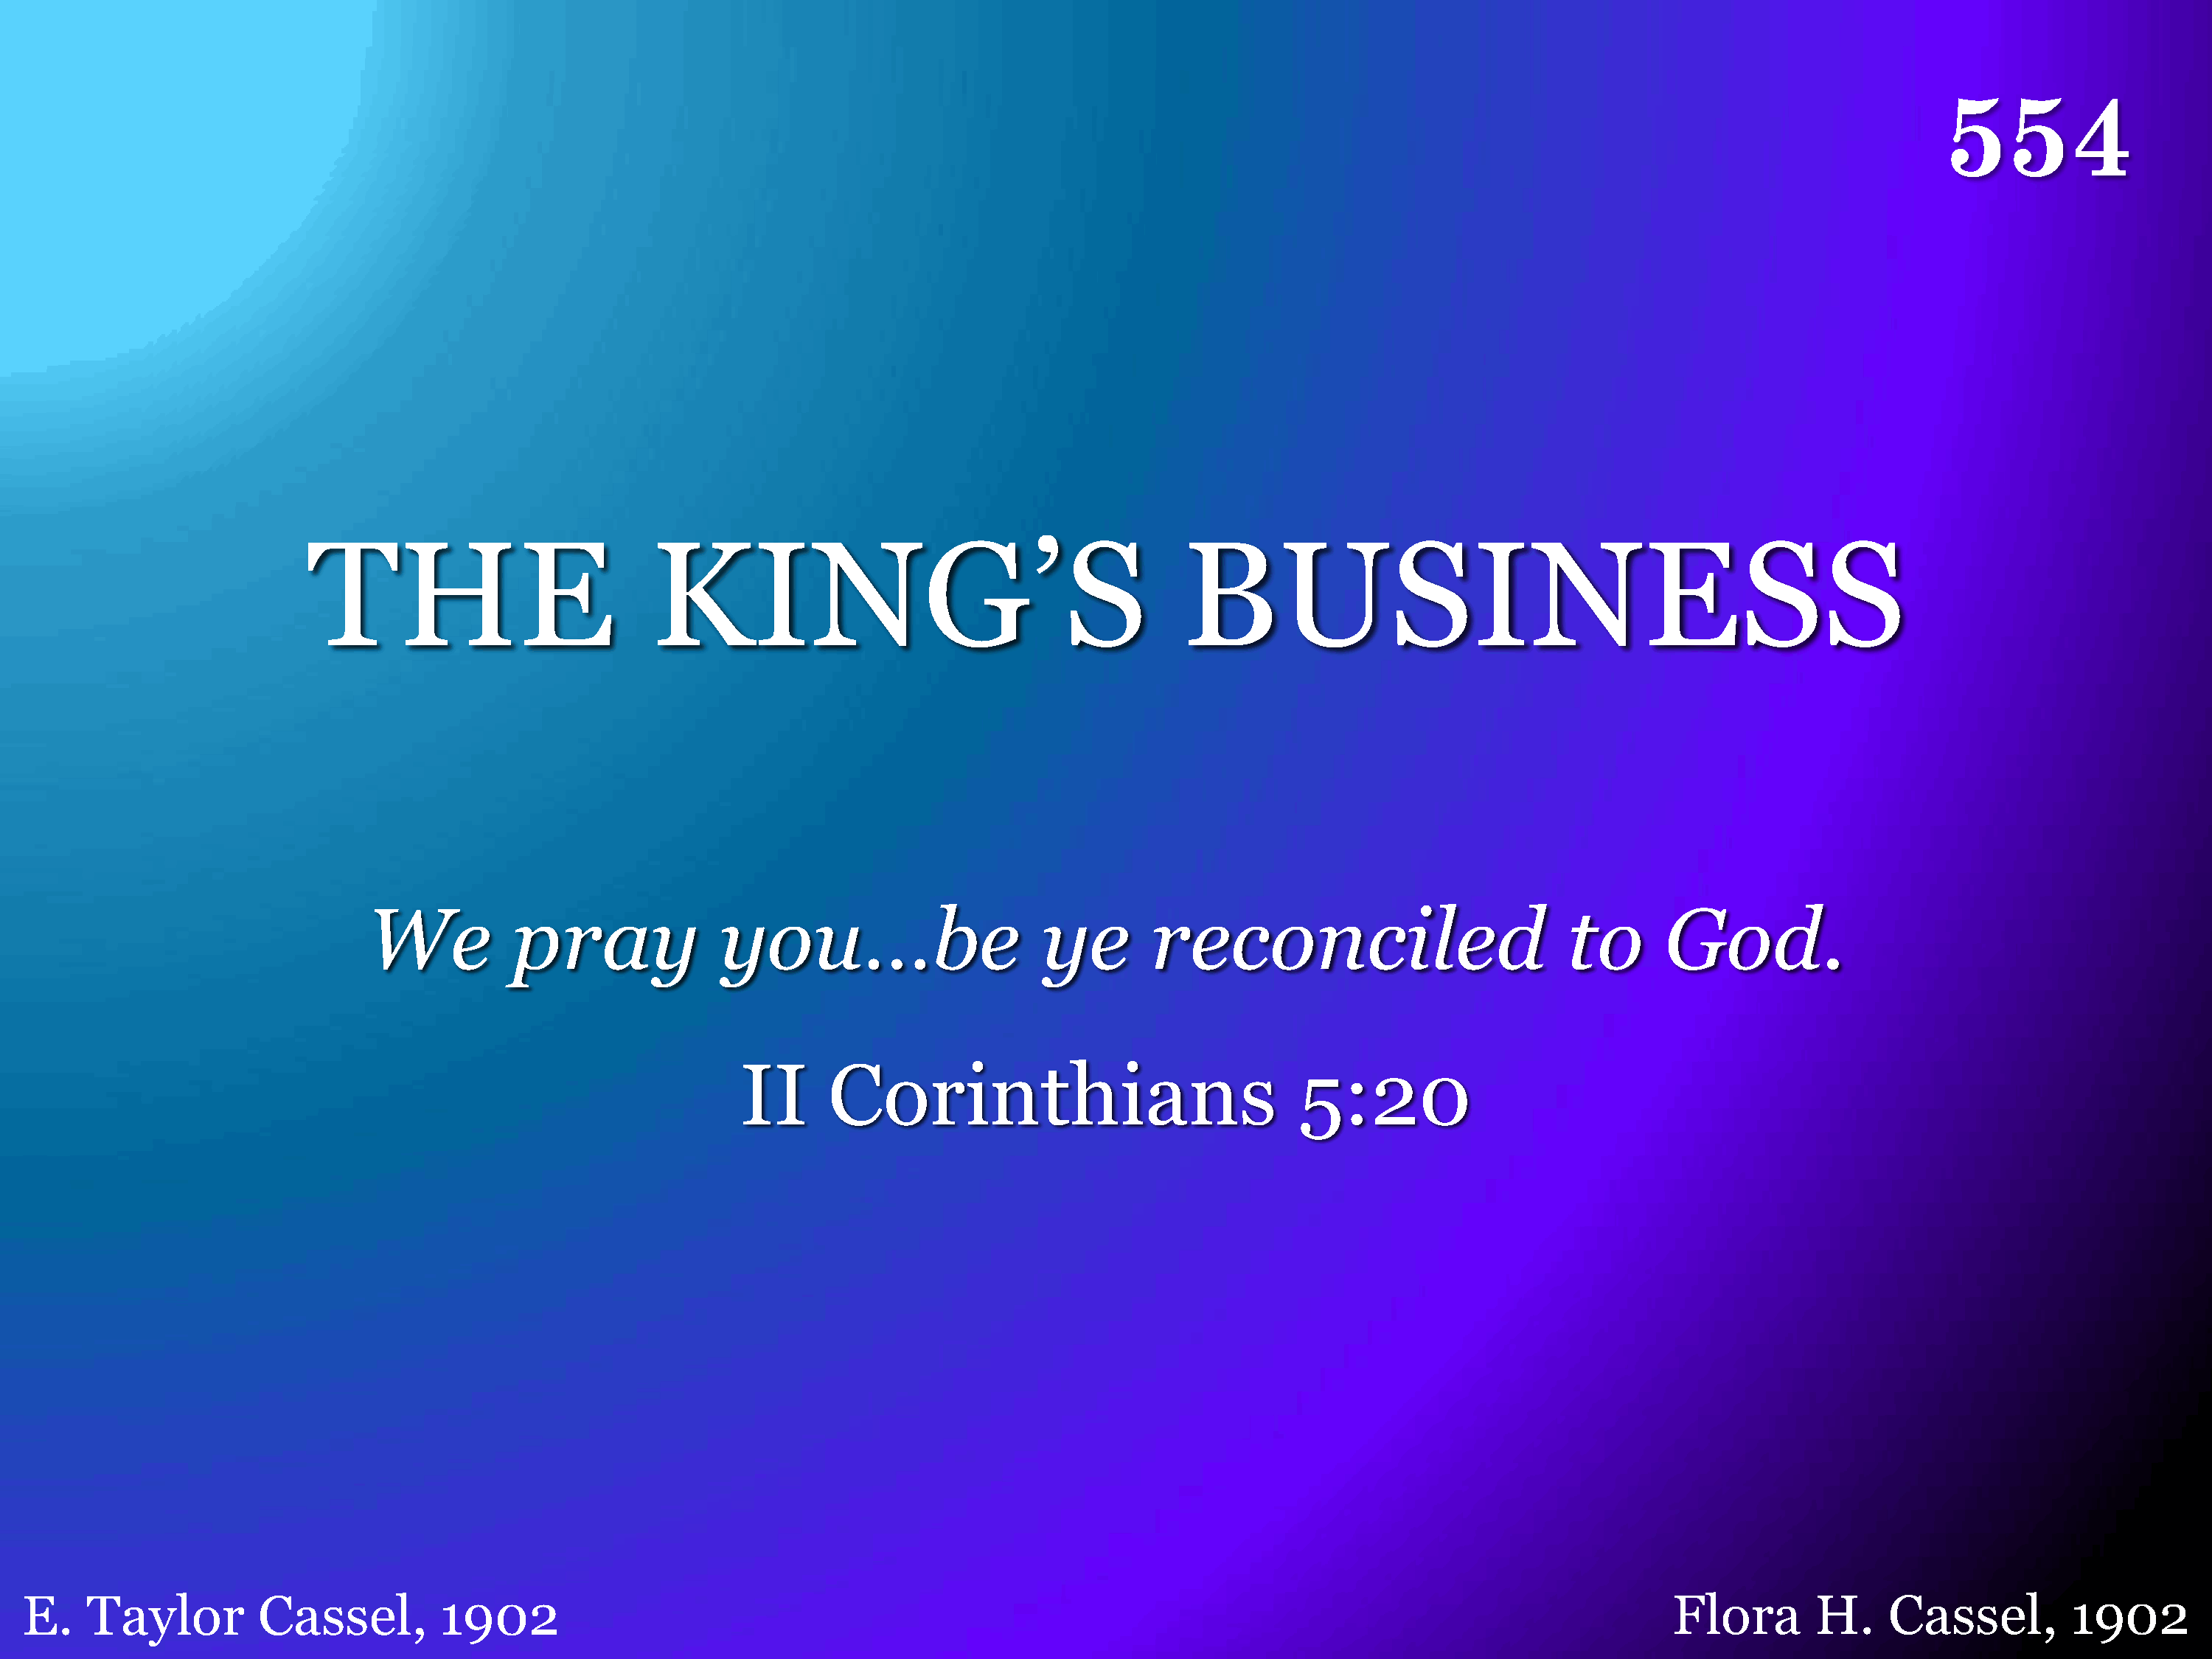 554
THE KING’S BUSINESS
We pray you…be ye reconciled to God.
II Corinthians 5:20
E. Taylor Cassel, 1902
Flora H. Cassel, 1902